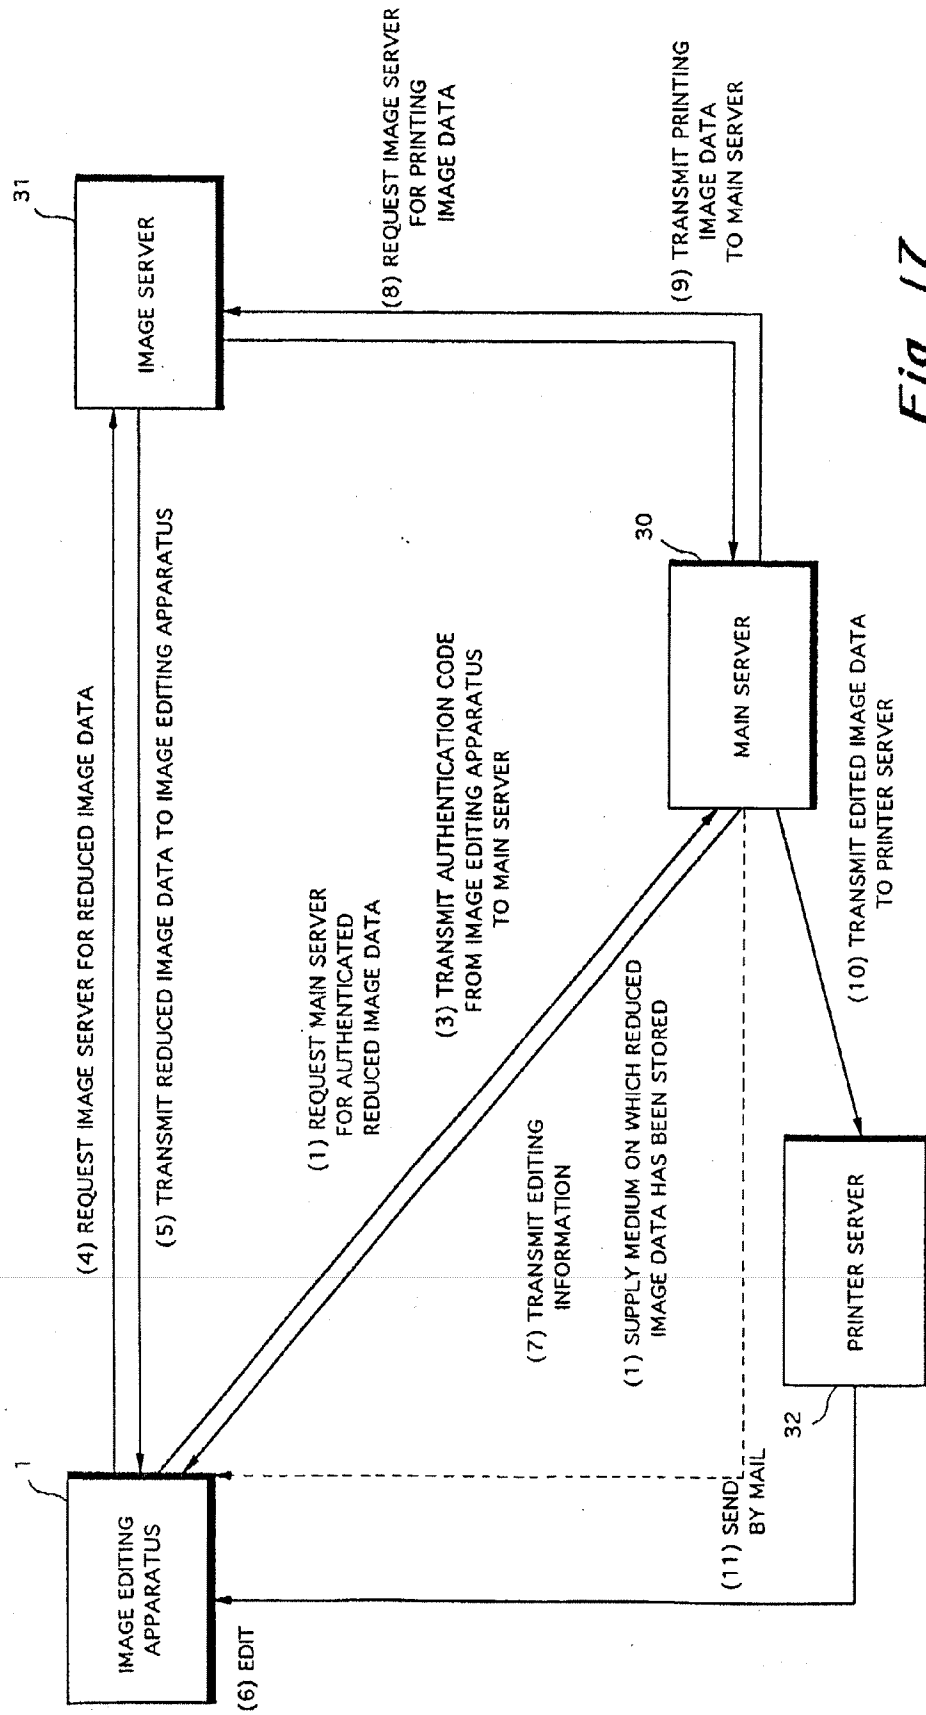 31
IMAGE SERVER
(4) REQUEST IMAGE SERVER FOR REDUCED IMAGE DATA
(5) TRANSMIT REDUCED IMAGE DATA TO IMAGE EDITING APPARATUS
1
IMAGE EDITING
APPARATUS
(6) EDIT
(8) REQUEST IMAGE SERVER
FOR PRINTING
IMAGE DATA
(1) REQUEST MAIN SERVER
FOR AUTHENTICATED
REDUCED IMAGE DATA
(3) TRANSMIT AUTHENTICATION CODE
FROM IMAGE EDITING APPARATUS
TO MAIN SERVER
(7) TRANSMIT EDITING
INFORMATION
(1) SUPPLY MEDIUM ON WHICH REDUCED
IMAGE DATA HAS BEEN STORED
(9) TRANSMIT PRINTING
IMAGE DATA
TO MAIN SERVER
30
MAIN SERVER
(11) SEND
BY MAIL
(10) TRANSMIT EDITED IMAGE DATA
TO PRINTER SERVER
32
PRINTER SERVER
Fig. 17